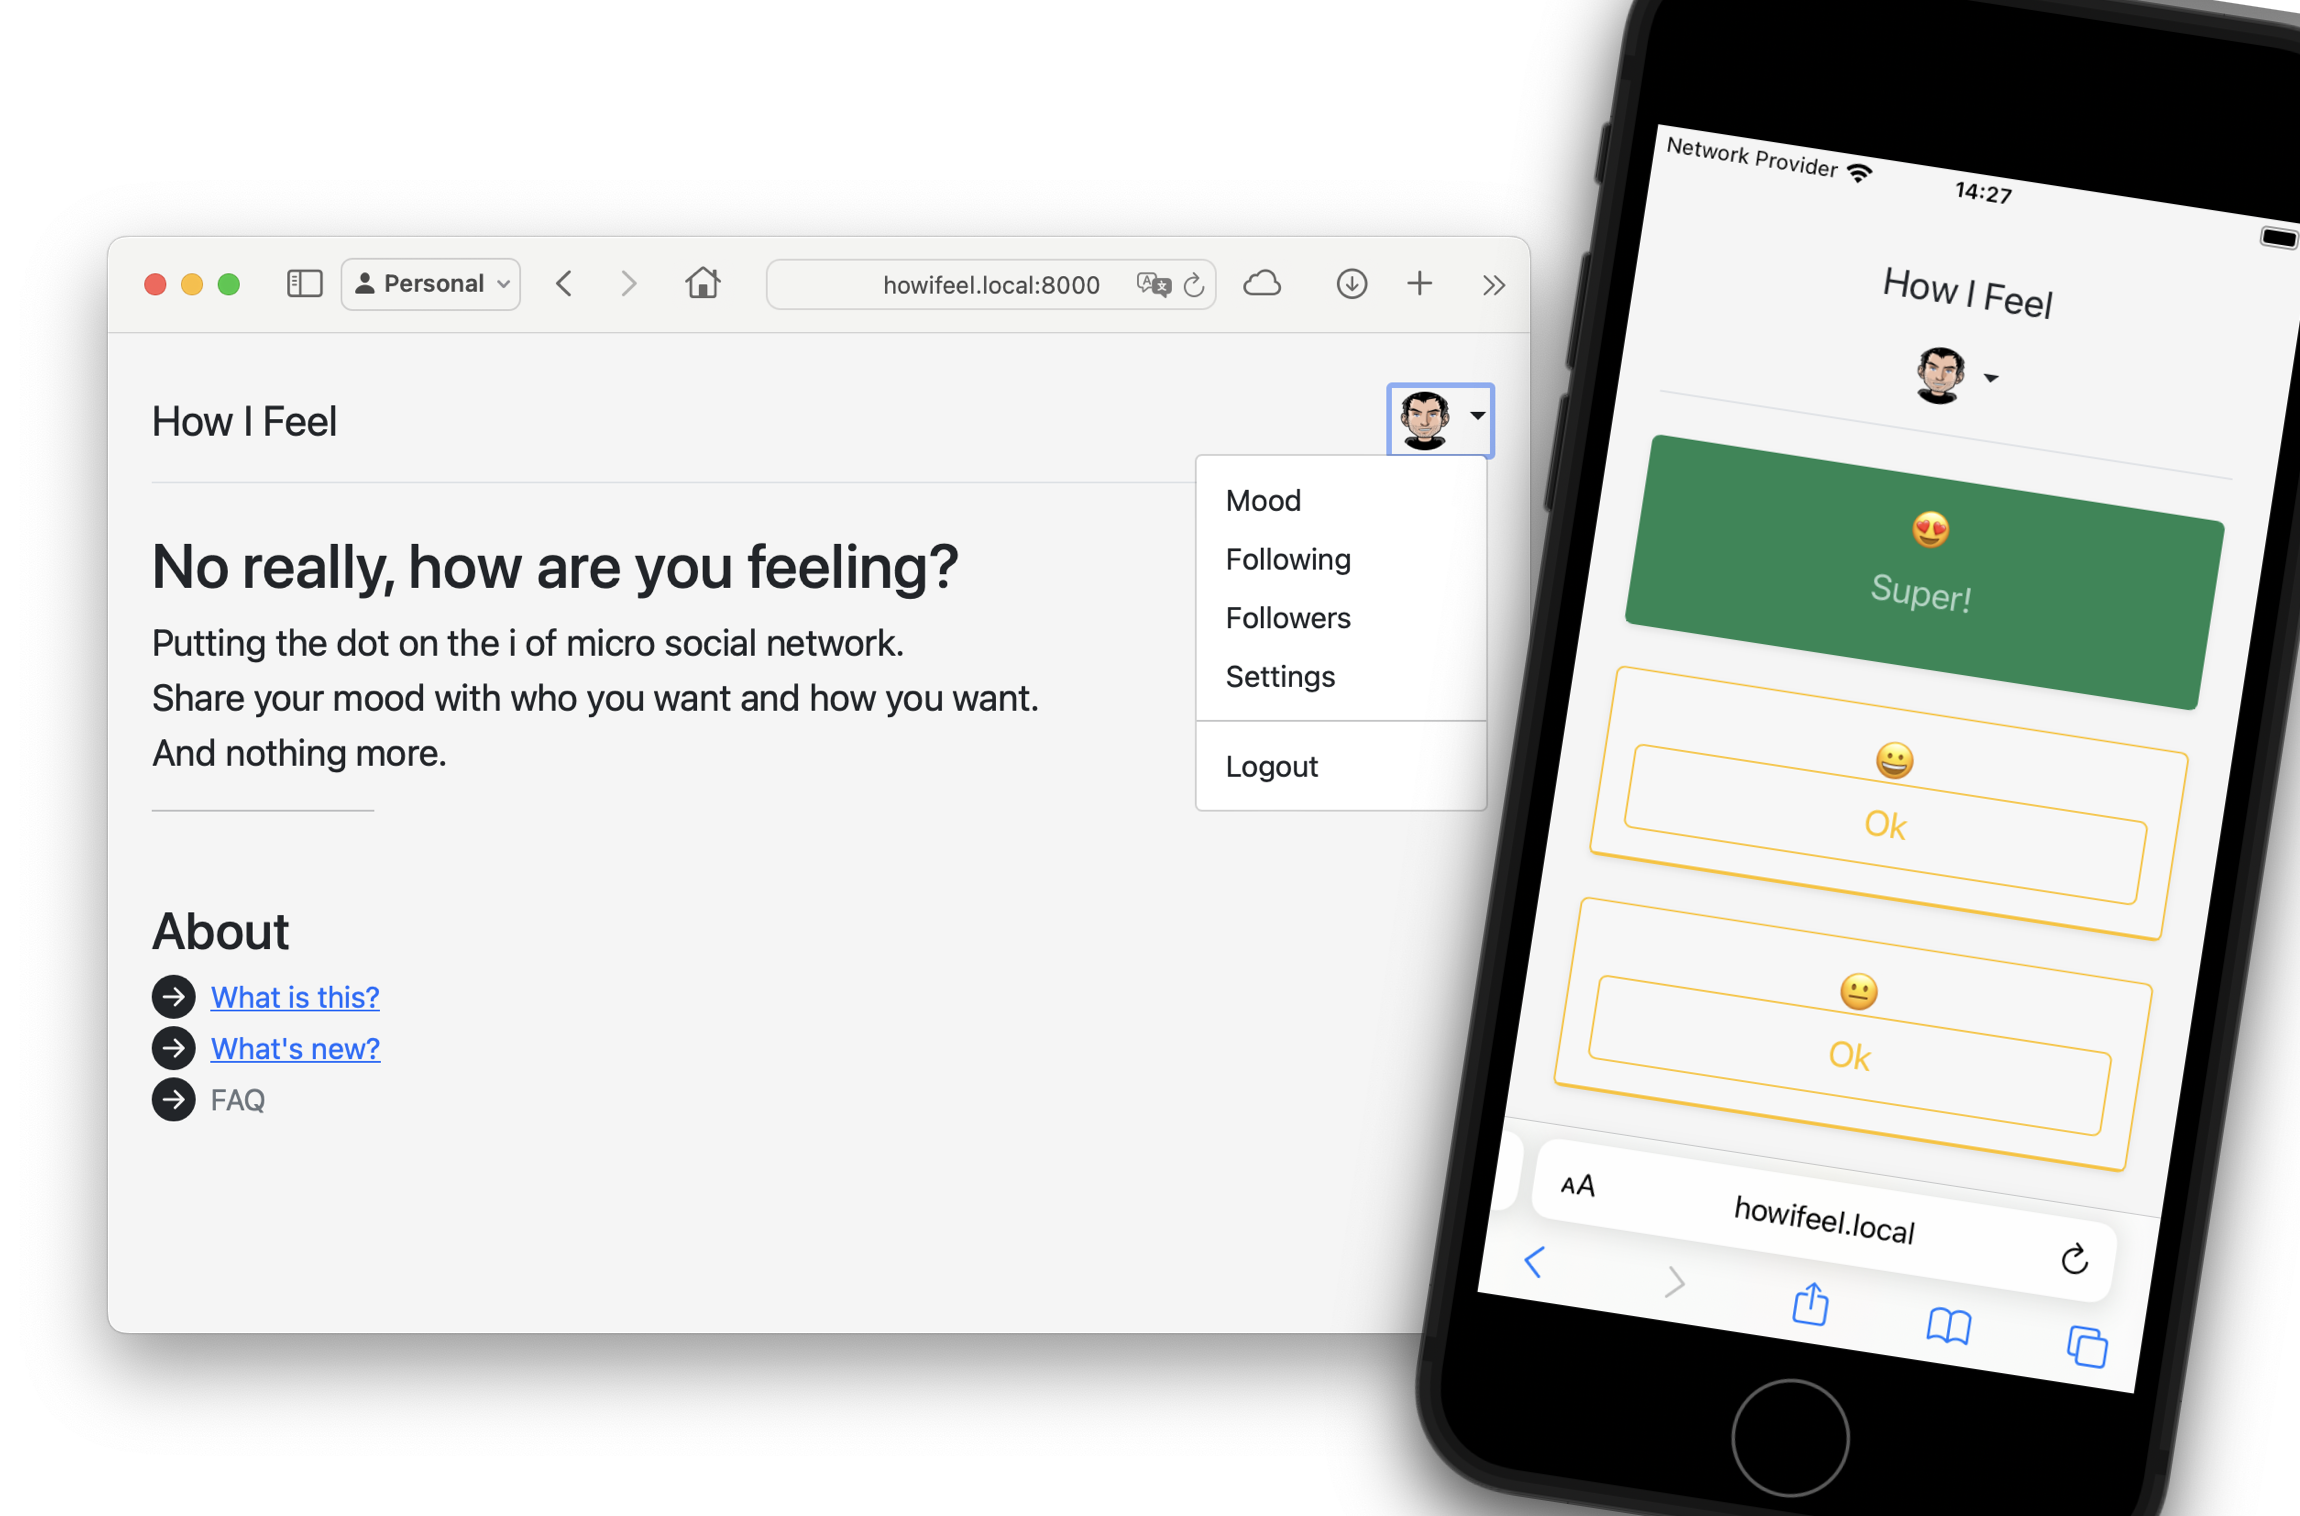 Personal
howifeel.local:8000
How I Feel
No really, how are you feeling?
Putting the dot on the i of micro social network.
Share your mood with who you want and how you want.
And nothing more.
About
What is this?
What's new?
FAQ
Mood
Following
Followers
Settings
Logout
Network Provider
14:27
How I Feel
Super!
Ok
Ok
AA
howifeel.local